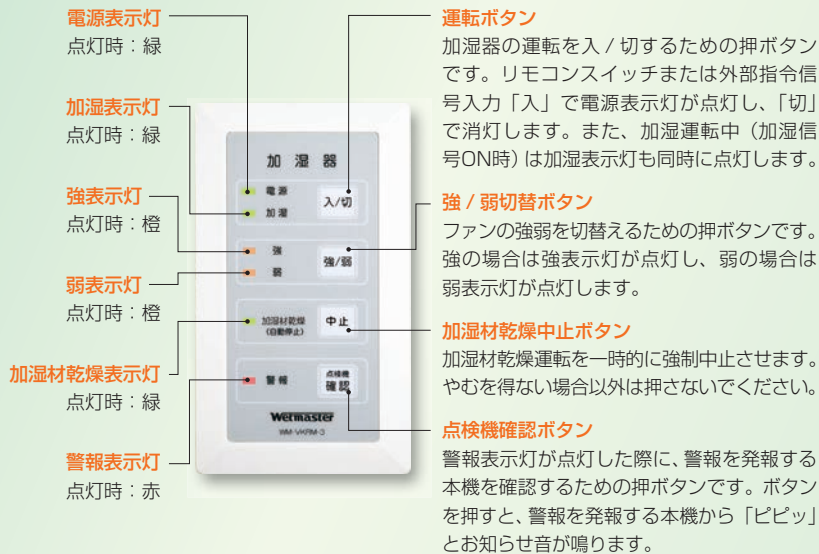 電源表示灯
点灯時：緑
加湿表示灯
点灯時：緑
強表示灯
点灯時：橙
弱表示灯
点灯時：橙
加湿材乾燥表示灯
点灯時：緑
警報表示灯
点灯時：赤
加 湿 器
電源
加湿
入/切
強
弱
強/弱
加湿材乾燥
(自動停止)
中止
警報
点検機
確認
Wetmaster
WM-VKRM-3
運転ボタン
加湿器の運転を入 / 切するための押ボタン
です。リモコンスイッチまたは外部指令信
号入力「入」で電源表示灯が点灯し、「切」
で消灯します。また、加湿運転中（加湿信
号ON時）は加湿表示灯も同時に点灯します。
強 / 弱切替ボタン
ファンの強弱を切替えるための押ボタンです。
強の場合は強表示灯が点灯し、弱の場合は
弱表示灯が点灯します。
加湿材乾燥中止ボタン
加湿材乾燥運転を一時的に強制中止させます。
やむを得ない場合以外は押さないでください。
点検機確認ボタン
警報表示灯が点灯した際に、警報を発報する
本機を確認するための押ボタンです。ボタン
を押すと、警報を発報する本機から「ピピッ」
とお知らせ音が鳴ります。